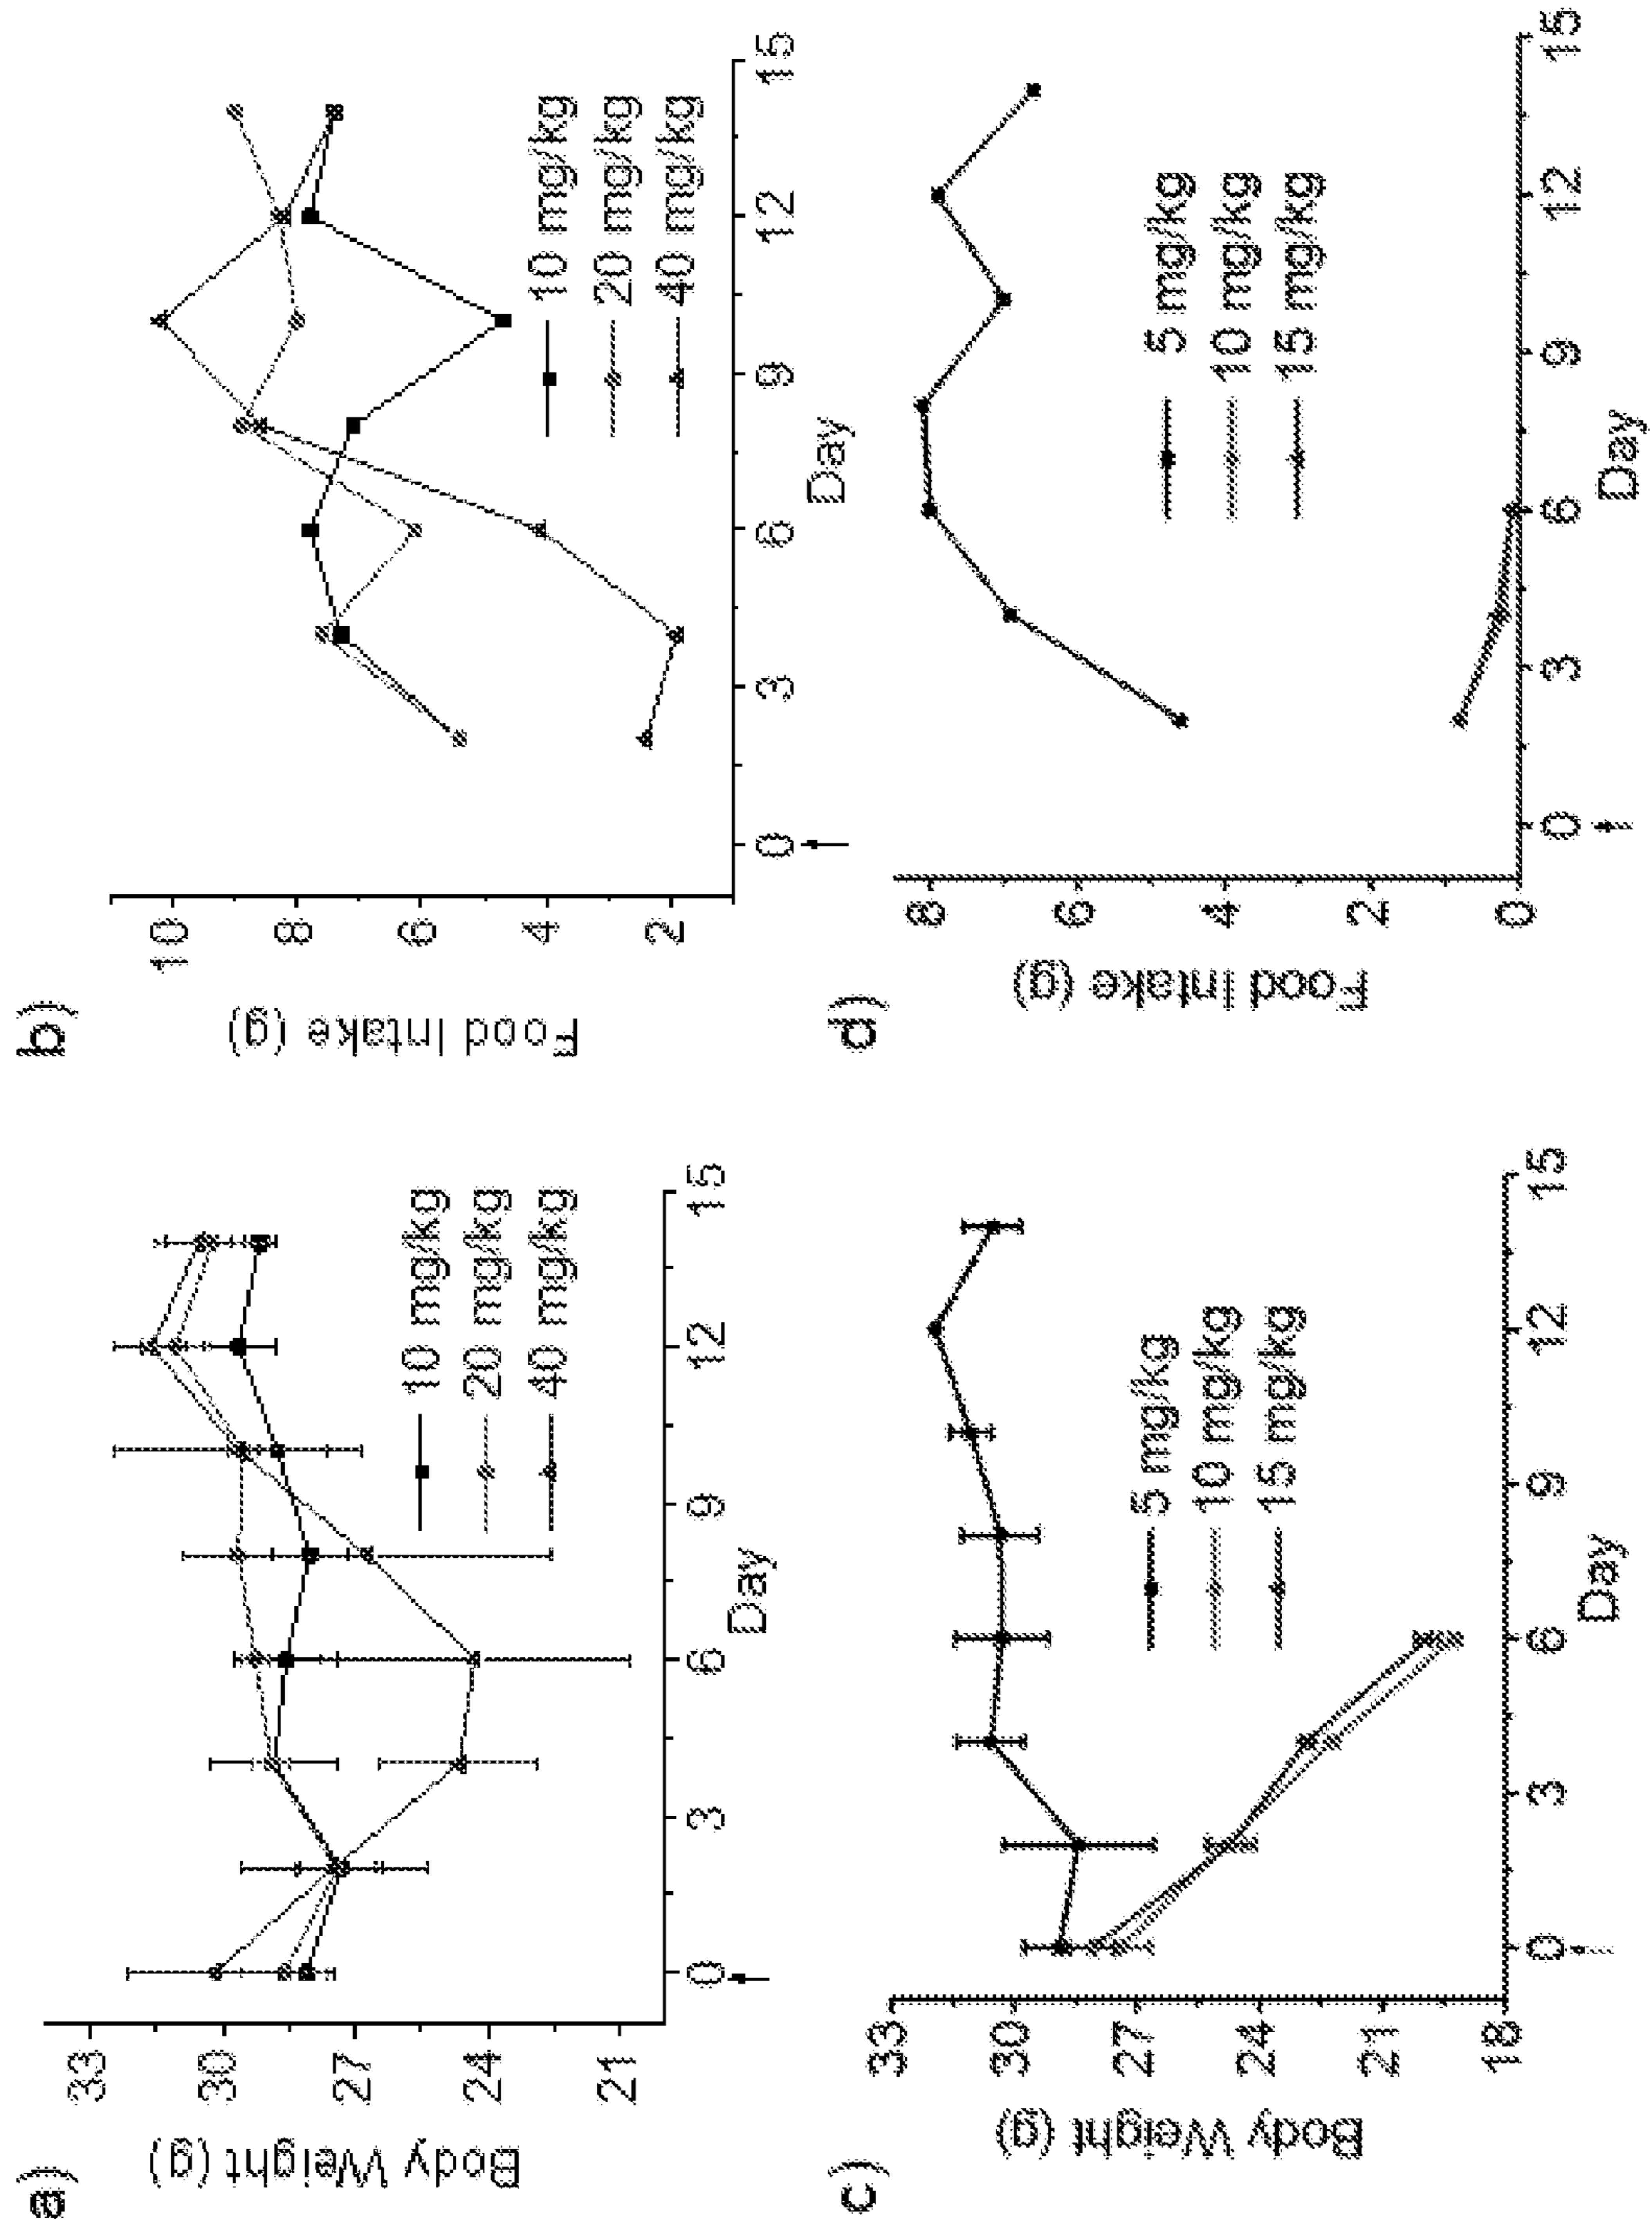 a)
Body Weight (g)
33
30
27
24
21
0
3
6
9
12
15
Day
10 mg/kg
20 mg/kg
40 mg/kg
b)
Food Intake (g)
10
8
6
4
2
0
3
6
9
12
15
Day
10 mg/kg
20 mg/kg
40 mg/kg
c)
Body Weight (g)
33
30
27
24
21
18
0
3
6
9
12
15
Day
5 mg/kg
10 mg/kg
15 mg/kg
d)
Food Intake (g)
8
6
4
2
0
0
3
6
9
12
15
Day
5 mg/kg
10 mg/kg
15 mg/kg